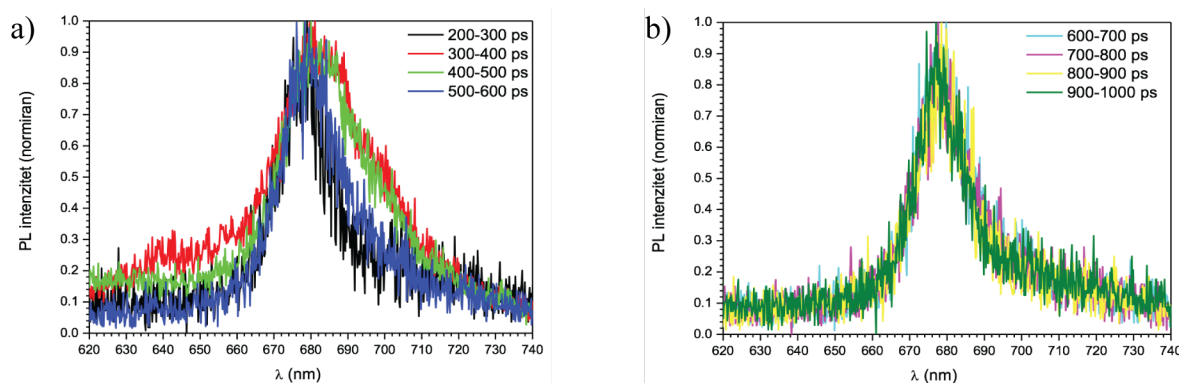 a)
200-300 ps
300-400 ps
400-500 ps
500-600 ps
PL intenzitet (normiran)
1.0
0.9
0.8
0.7
0.6
0.5
0.4
0.3
0.2
0.1
0.0
620 630 640 650 660 670 680 690 700 710 720 730 740
λ (nm)
b)
600-700 ps
700-800 ps
800-900 ps
900-1000 ps
PL intenzitet (normiran)
1.0
0.9
0.8
0.7
0.6
0.5
0.4
0.3
0.2
0.1
0.0
620 630 640 650 660 670 680 690 700 710 720 730 740
λ (nm)